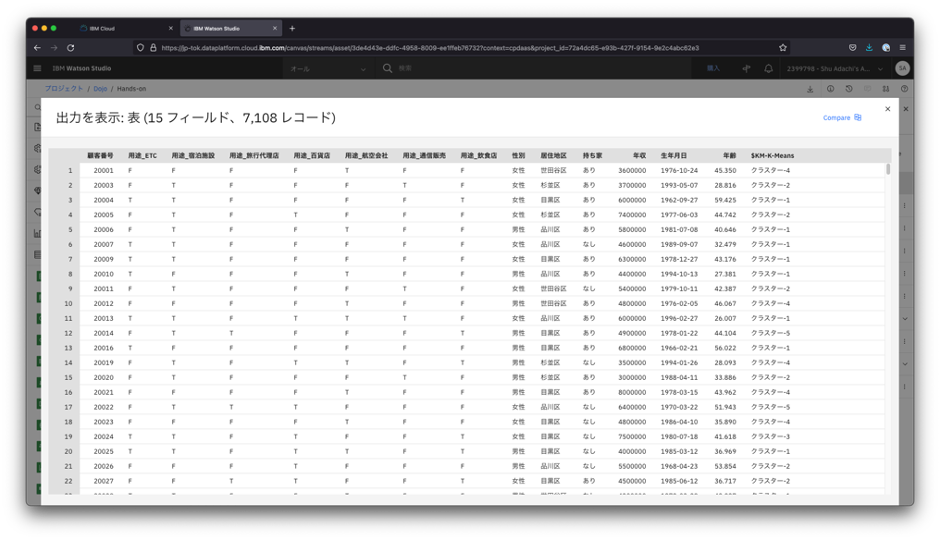 IBM Cloud
IBM Watson Studio
https://jp-tok.dataplatform.cloud.ibm.com/canvas/streams/asset/3de4d43e-ddfc-4958-8009-ee1ffeb76732?context=cpdaas&project_id=72a4dc65-e93b-427f-9154-9e2c4abc62e3
IBM Watson Studio オール 検索 購入 2399798 - Shu Adachi's A... SA
プロジェクト / Dojo / Hands-on
出力を表示: 表 (15 フィールド、7,108 レコード)
Compare
顧客番号 用途_ETC 用途_宿泊施設 用途_旅行代理店 用途_百貨店 用途_航空会社 用途_通信販売 用途_飲食店 性別 居住地区 持ち家 年収 生年月日 年齢 $KM-K-Means
1 20001 F F F F T F F 女性 世田谷区 あり 3600000 1976-10-24 45.350 クラスター-4
2 20003 F T F F F T F 女性 杉並区 あり 3700000 1993-05-07 28.816 クラスター-2
3 20004 T T F F F F T 女性 目黒区 あり 6000000 1962-09-27 59.425 クラスター-1
4 20005 F T F T F F F 女性 杉並区 あり 7400000 1977-06-03 44.742 クラスター-2
5 20006 F T F F T F F 男性 品川区 あり 5800000 1981-07-08 40.646 クラスター-1
6 20007 T T F F F F F 女性 品川区 なし 4600000 1989-09-07 32.479 クラスター-1
7 20009 T T F F F F F 女性 目黒区 あり 6300000 1978-12-27 43.176 クラスター-1
8 20010 T F F F T F F 男性 品川区 あり 4400000 1994-10-13 27.381 クラスター-1
9 20011 F T F F F T F 女性 世田谷区 なし 5400000 1979-10-11 42.387 クラスター-2
10 20012 F F F F T F F 男性 世田谷区 あり 4800000 1976-02-05 46.067 クラスター-4
11 20013 T T F T T T F 女性 品川区 あり 6000000 1996-02-27 26.007 クラスター-1
12 20014 F T T F F F T 男性 目黒区 あり 4900000 1978-01-22 44.104 クラスター-5
13 20016 T F F F T F F 男性 目黒区 あり 6800000 1966-02-21 56.022 クラスター-1
14 20019 F T F F T F T 男性 杉並区 なし 3500000 1994-01-26 28.093 クラスター-4
15 20020 F T F F F T F 男性 杉並区 あり 3000000 1988-04-11 33.886 クラスター-2
16 20021 F F F F T F F 男性 目黒区 あり 8000000 1978-03-15 43.962 クラスター-4
17 20022 F T T T F F F 女性 品川区 なし 6400000 1970-03-22 51.943 クラスター-5
18 20023 F F F F T F F 男性 目黒区 なし 4800000 1986-04-10 35.890 クラスター-4
19 20024 T T F T F F T 女性 目黒区 なし 7500000 1980-07-18 41.618 クラスター-3
20 20025 T T F F T F T 男性 目黒区 あり 4000000 1985-03-12 36.969 クラスター-1
21 20026 F F F T F F F 男性 品川区 なし 5500000 1968-04-23 53.854 クラスター-2
22 20027 F F T T F F T 女性 目黒区 あり 4500000 1985-06-12 36.717 クラスター-2